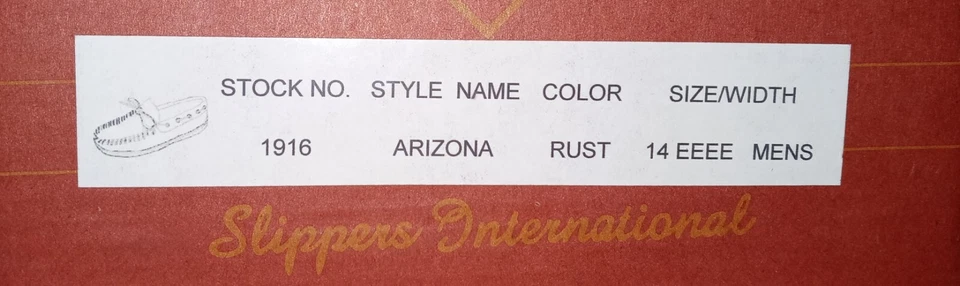 STOCK NO. STYLE NAME COLOR SIZE/WIDTH
1916 ARIZONA RUST 14 EEEE MENS
Slippers International